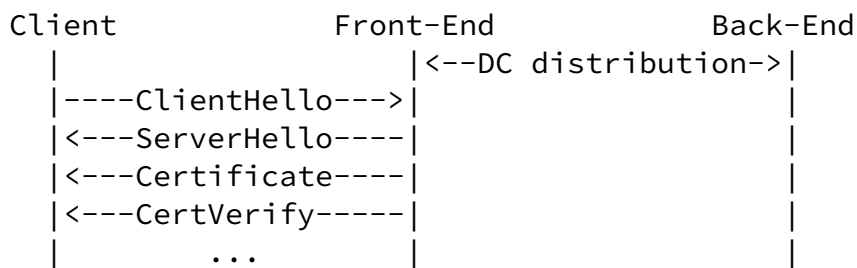 Client            Front-End            Back-End
  |                   |<--DC distribution->|
  |----ClientHello--->|                    |
  |<---ServerHello----|                    |
  |<---Certificate----|                    |
  |<---CertVerify-----|                    |
  |        ...        |                    |